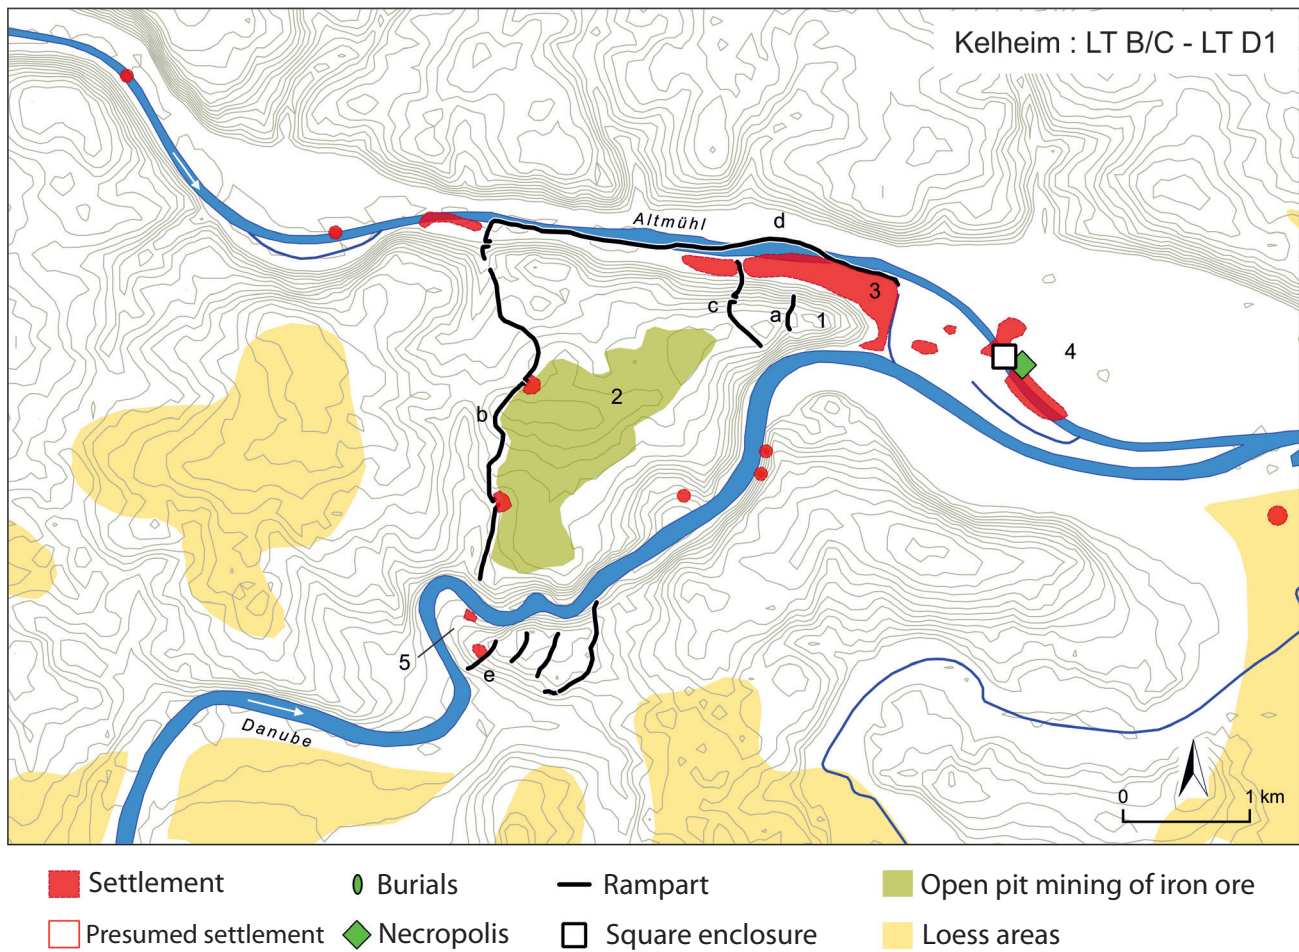 Kelheim : LT B/C - LT D1
Altmühl
d
3
c
a
1
4
2
b
5
e
Danube
0 1 km
Settlement
Burials
Rampart
Open pit mining of iron ore
Presumed settlement
Necropolis
Square enclosure
Loess areas